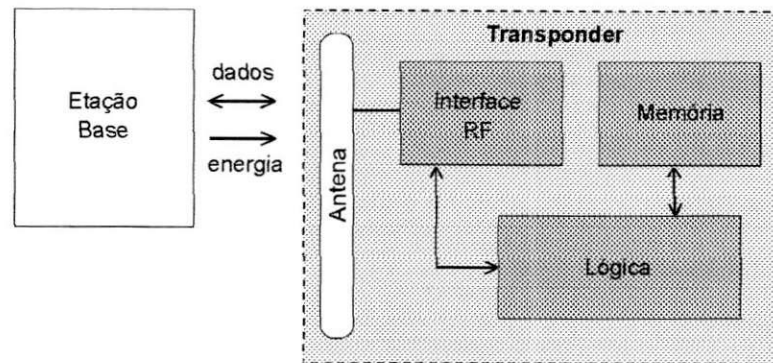 Etação
Base
dados
energia
Transponder
Antena
Interface
RF
Memória
Lógica